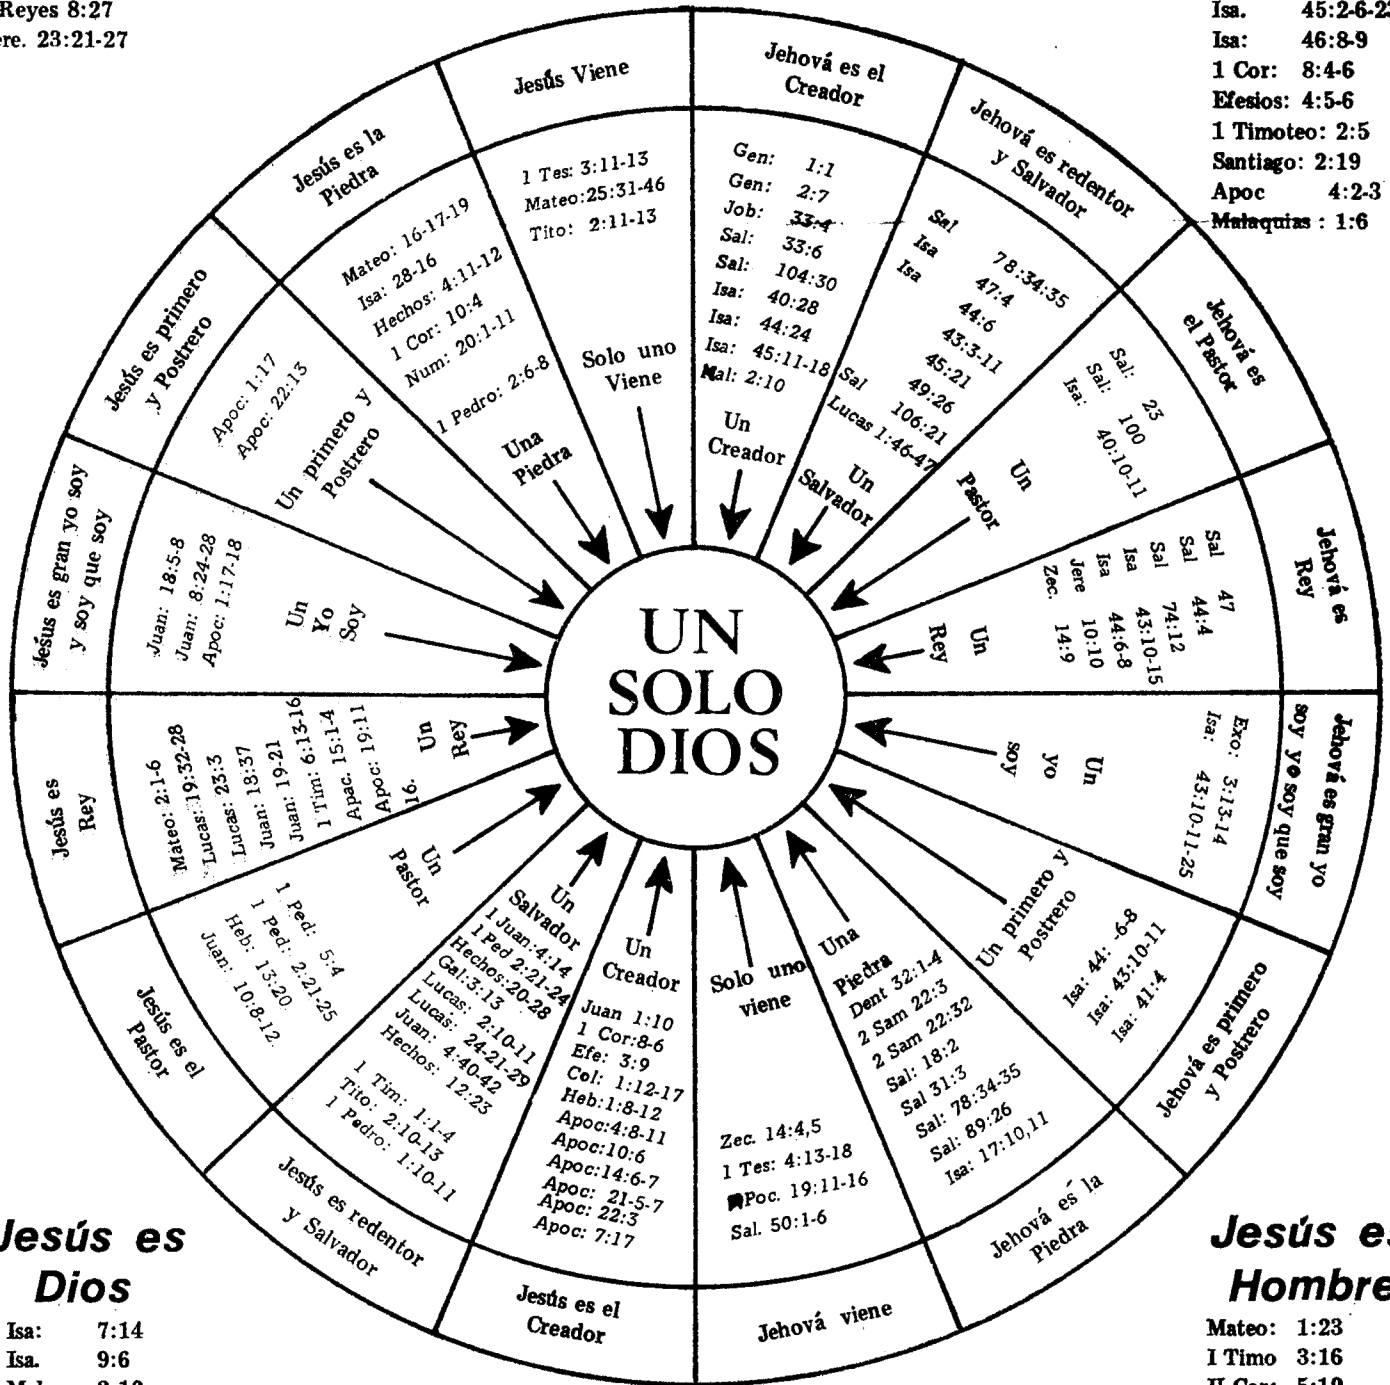 Reyes 8:27
ere. 23:21-27
Isa. 45:2-6-2
Isa: 46:8-9
1 Cor: 8:4-6
Efesios: 4:5-6
1 Timoteo: 2:5
Santiago: 2:19
Apoc 4:2-3
Malaquias : 1:6
Jehová es el
Creador
Gen: 1:1
Gen: 2:7
Job: 33:4
Sal: 33:6
Sal: 104:30
Isa: 40:28
Isa: 44:24
Isa: 45:11-18
Mal: 2:10
Un
Creador
Jehová es redentor
y Salvador
Sal 78:34:35
Isa 47:4
Isa 44:6
43:3-11
45:21
49:26
Sal 106:21
Lucas 1:46-47
Un
Salvador
Jehová es
el Pastor
Sal: 23
Sal: 100
Isa: 40:10-11
Un
Pastor
Jehová es
Rey
Sal 47
Sal 44:4
Sal 74:12
Isa 43:10-15
Isa 44:6-8
Jere 10:10
Zec. 14:9
Un
Rey
Jehová es gran yo
soy yo soy que soy
Exo: 3:13-14
Isa: 43:10-11-25
Un
yo
soy
Jehová es primero
y Postrero
Un primero y
Postrero
Isa: 44: -6-8
Isa: 43:10-11
Isa: 41:4
Jehová es la
Piedra
Una
Piedra
Dent 32:1-4
2 Sam 22:3
2 Sam 22:32
Sal: 18:2
Sal 31:3
Sal: 78:34-35
Sal: 89:26
Isa: 17:10,11
Jehová viene
Solo uno
viene
Zec. 14:4,5
1 Tes: 4:13-18
Poc. 19:11-16
Sal. 50:1-6
Jesús es el
Creador
Un
Creador
Juan 1:10
1 Cor:8-6
Efe: 3:9
Col: 1:12-17
Heb:1:8-12
Apoc:4:8-11
Apoc:10:6
Apoc:14:6-7
Apoc: 21-5-7
Apoc: 22:3
Apoc: 7:17
Jesús es redentor
y Salvador
Un
Salvador
1 Juan:4:14
1 Ped 2:21-24
Hechos:20-28
Gal:3:13
Lucas: 2:10-11
Lucas: 24-21-29
Juan: 4:40-42
Hechos: 12:23
1 Tim: 1:1-4
Tito: 2:10-13
1 Pedro: 1:10-11
Jesús es el
Pastor
Un
Pastor
1 Ped: 5:4
1 Ped: 2:21-25
Heb: 13:20
Juan: 10:8-12
Jesús es
Rey
Mateo: 2:1-6
Lucas:19:32-28
Lucas: 23:3
Juan: 18:37
Juan: 19-21
1 Tim: 6:13-16
Apac. 15:1-4
Apoc: 19:11
16.
Un
Rey
Jesús es gran yo soy
y soy que soy
Juan: 18:5-8
Juan: 8:24-28
Apoc: 1:17-18
Un
Yo
Soy
Jesús es primero
y Postrero
Apoc: 1:17
Apoc: 22:13
Un primero y
Postrero
Jesús es la
Piedra
Mateo: 16-17-19
Isa: 28-16
Hechos: 4:11-12
1 Cor: 10:4
Num: 20:1-11
1 Pedro: 2:6-8
Una
Piedra
Jesús Viene
1 Tes: 3:11-13
Mateo:25:31-46
Tito: 2:11-13
Solo uno
Viene
UN
SOLO
DIOS
Jesús es
Dios
Isa: 7:14
Isa. 9:6
Jesús es
Hombre
Mateo: 1:23
I Timo 3:16